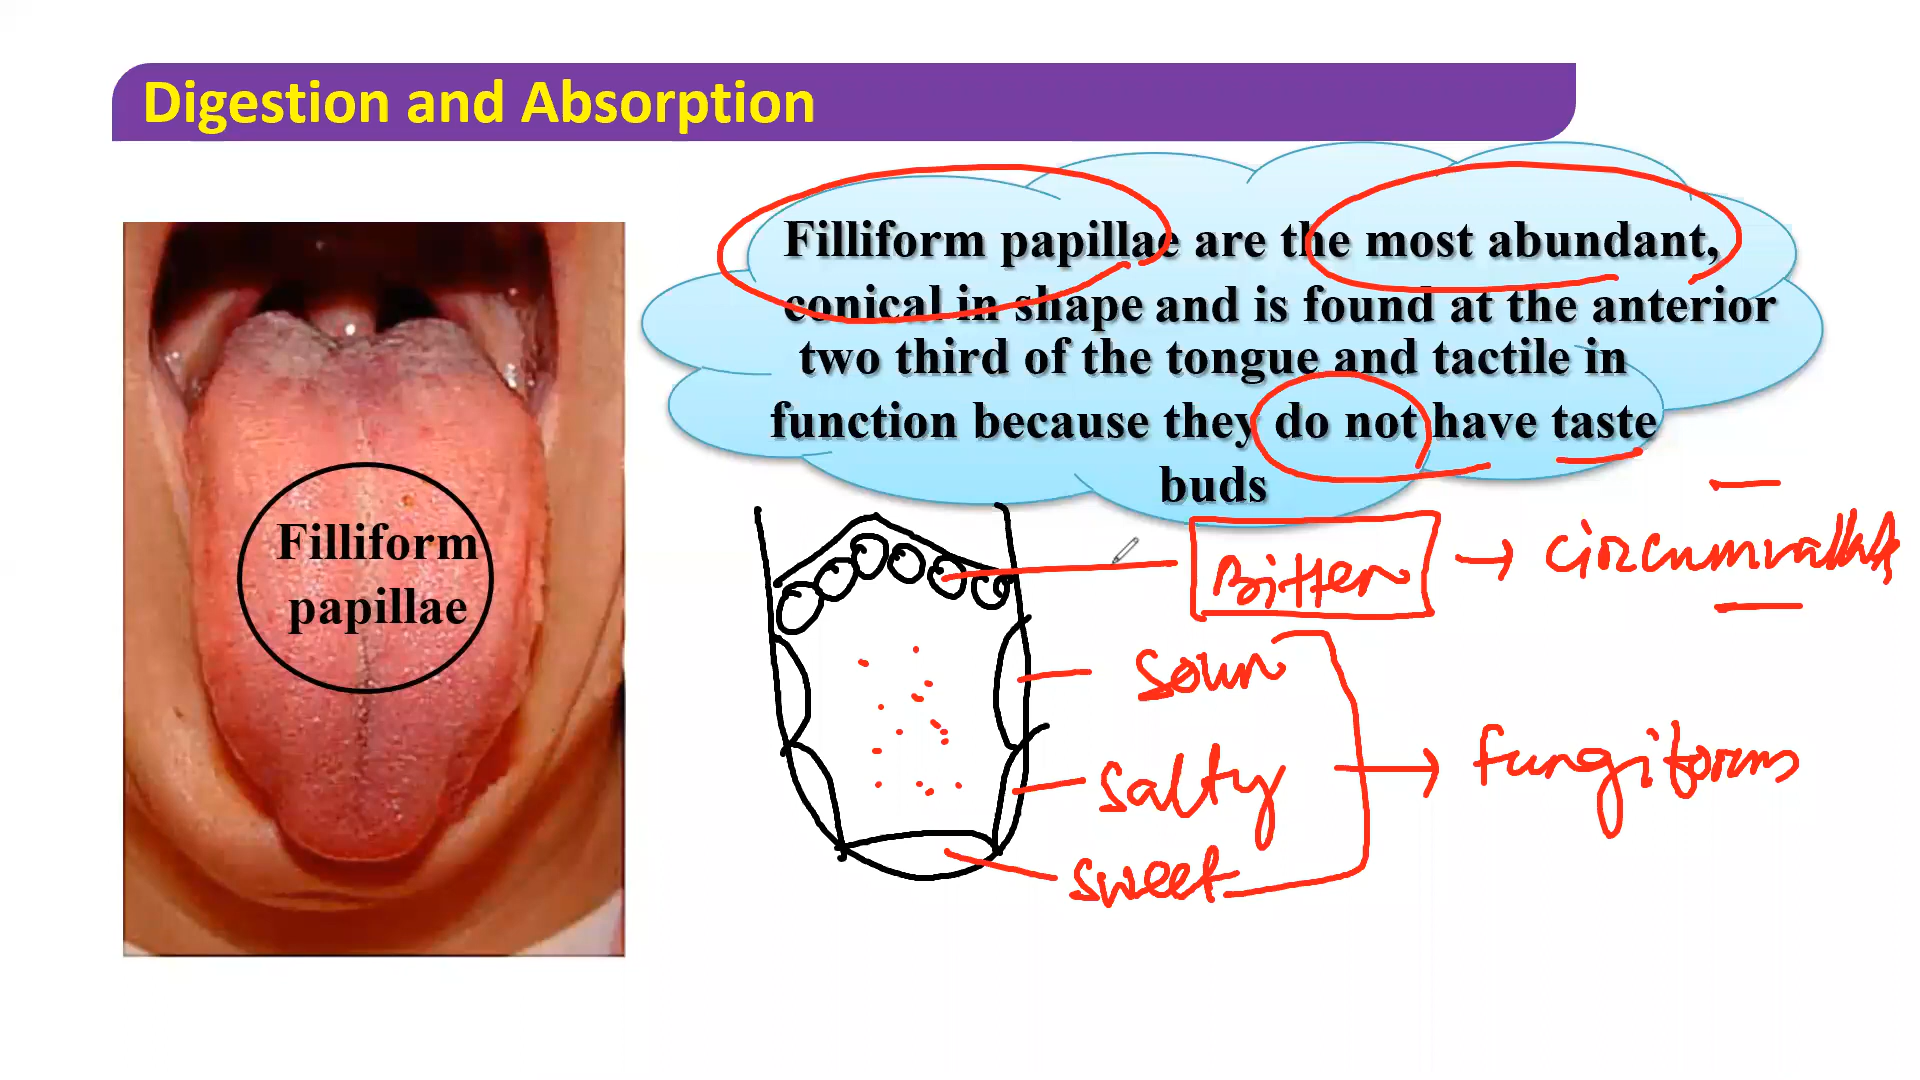 Digestion and Absorption
Filliform papillae are the most abundant,
conical in shape and is found at the anterior
two third of the tongue and tactile in
function because they do not have taste
buds
Filliform
papillae
Bitter → circumvallate
Sour
Salty → fungiforms
sweet